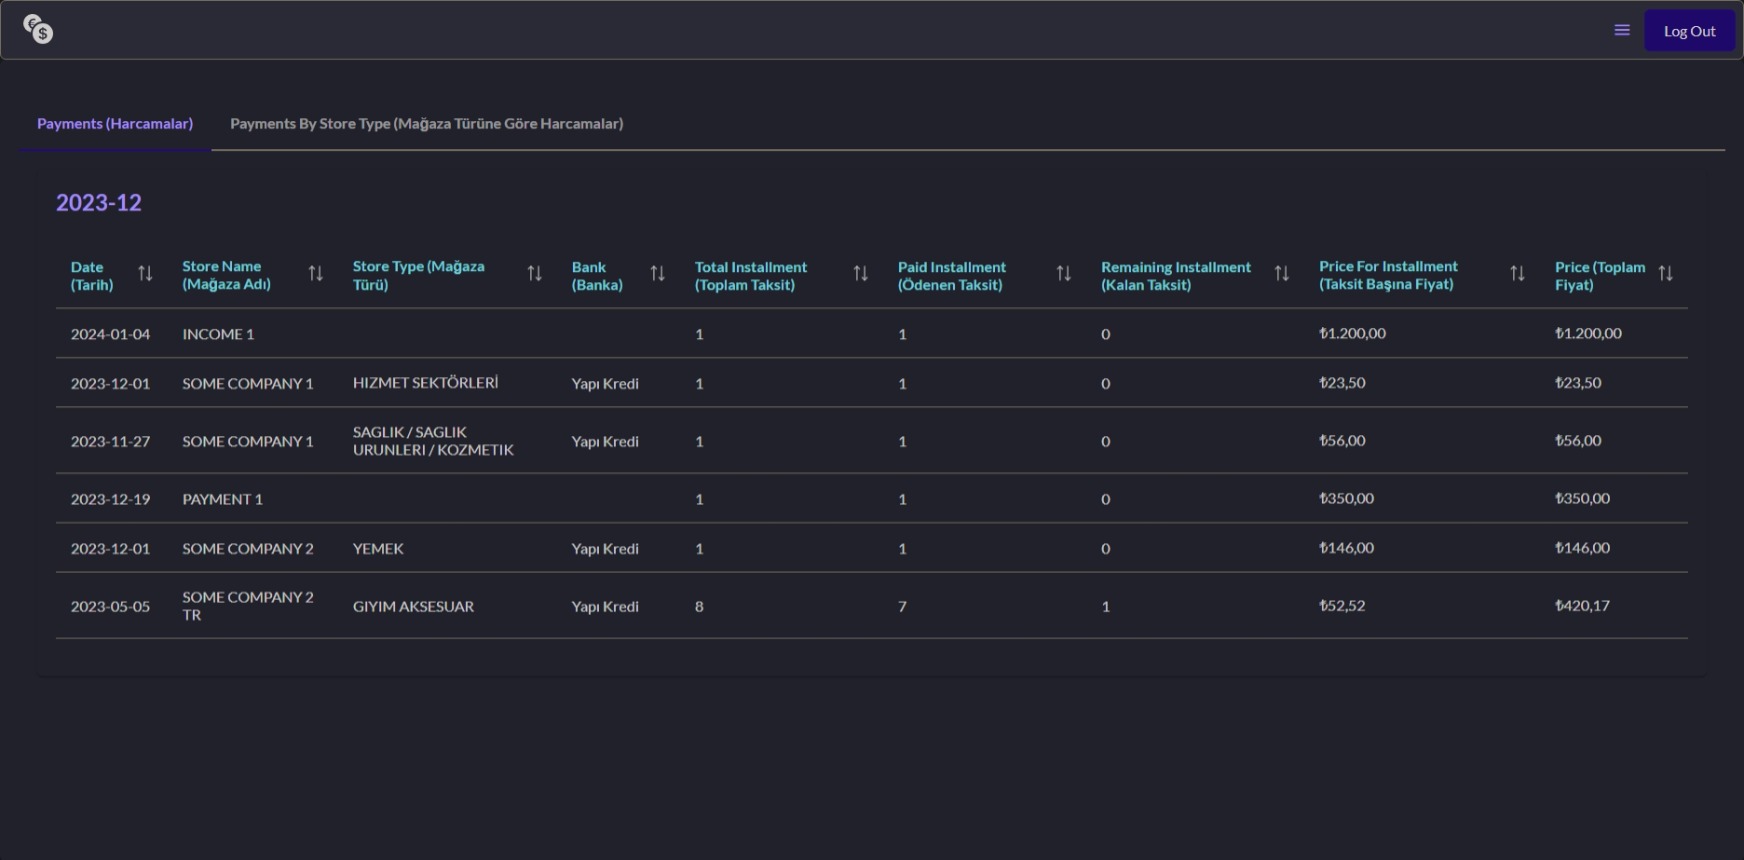 €
$
Log Out
Payments (Harcamalar)
Payments By Store Type (Mağaza Türüne Göre Harcamalar)
2023-12
Date (Tarih)
Store Name (Mağaza Adı)
Store Type (Mağaza Türü)
Bank (Banka)
Total Installment (Toplam Taksit)
Paid Installment (Ödenen Taksit)
Remaining Installment (Kalan Taksit)
Price For Installment (Taksit Başına Fiyat)
Price (Toplam Fiyat)
2024-01-04 INCOME 1 1 1 0 ₺1.200,00 ₺1.200,00
2023-12-01 SOME COMPANY 1 HIZMET SEKTÖRLERİ Yapı Kredi 1 1 0 ₺23,50 ₺23,50
2023-11-27 SOME COMPANY 1 SAGLIK / SAGLIK URUNLERI / KOZMETIK Yapı Kredi 1 1 0 ₺56,00 ₺56,00
2023-12-19 PAYMENT 1 1 1 0 ₺350,00 ₺350,00
2023-12-01 SOME COMPANY 2 YEMEK Yapı Kredi 1 1 0 ₺146,00 ₺146,00
2023-05-05 SOME COMPANY 2 TR GIYIM AKSESUAR Yapı Kredi 8 7 1 ₺52,52 ₺420,17